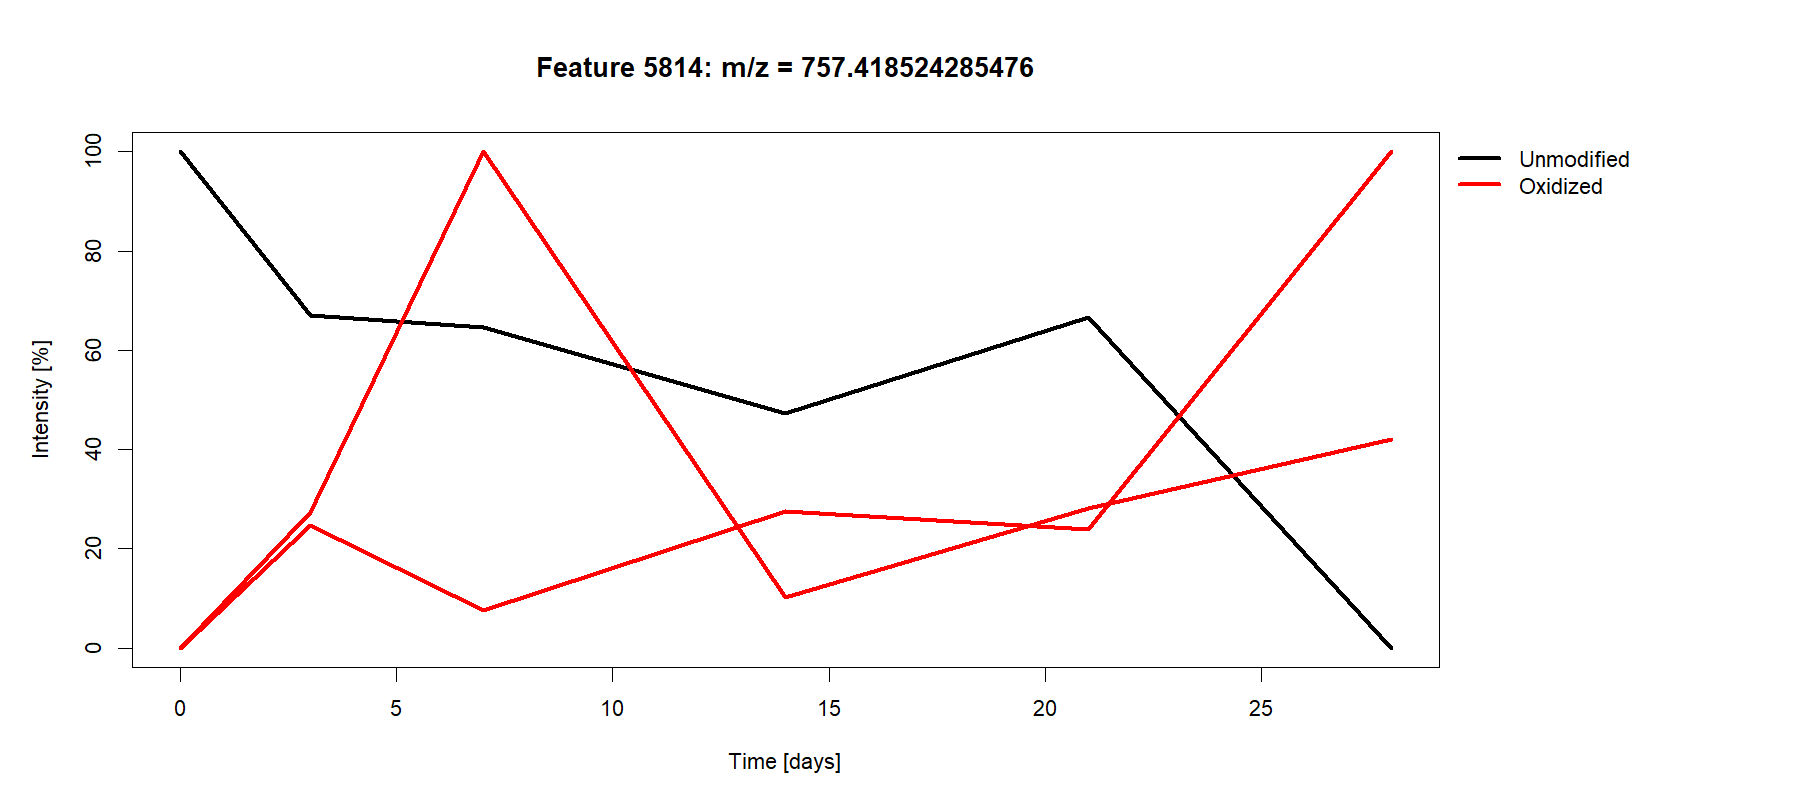 Feature 5814: m/z = 757.418524285476
Unmodified
Oxidized
Intensity [%]
100
80
60
40
20
0
0 5 10 15 20 25
Time [days]